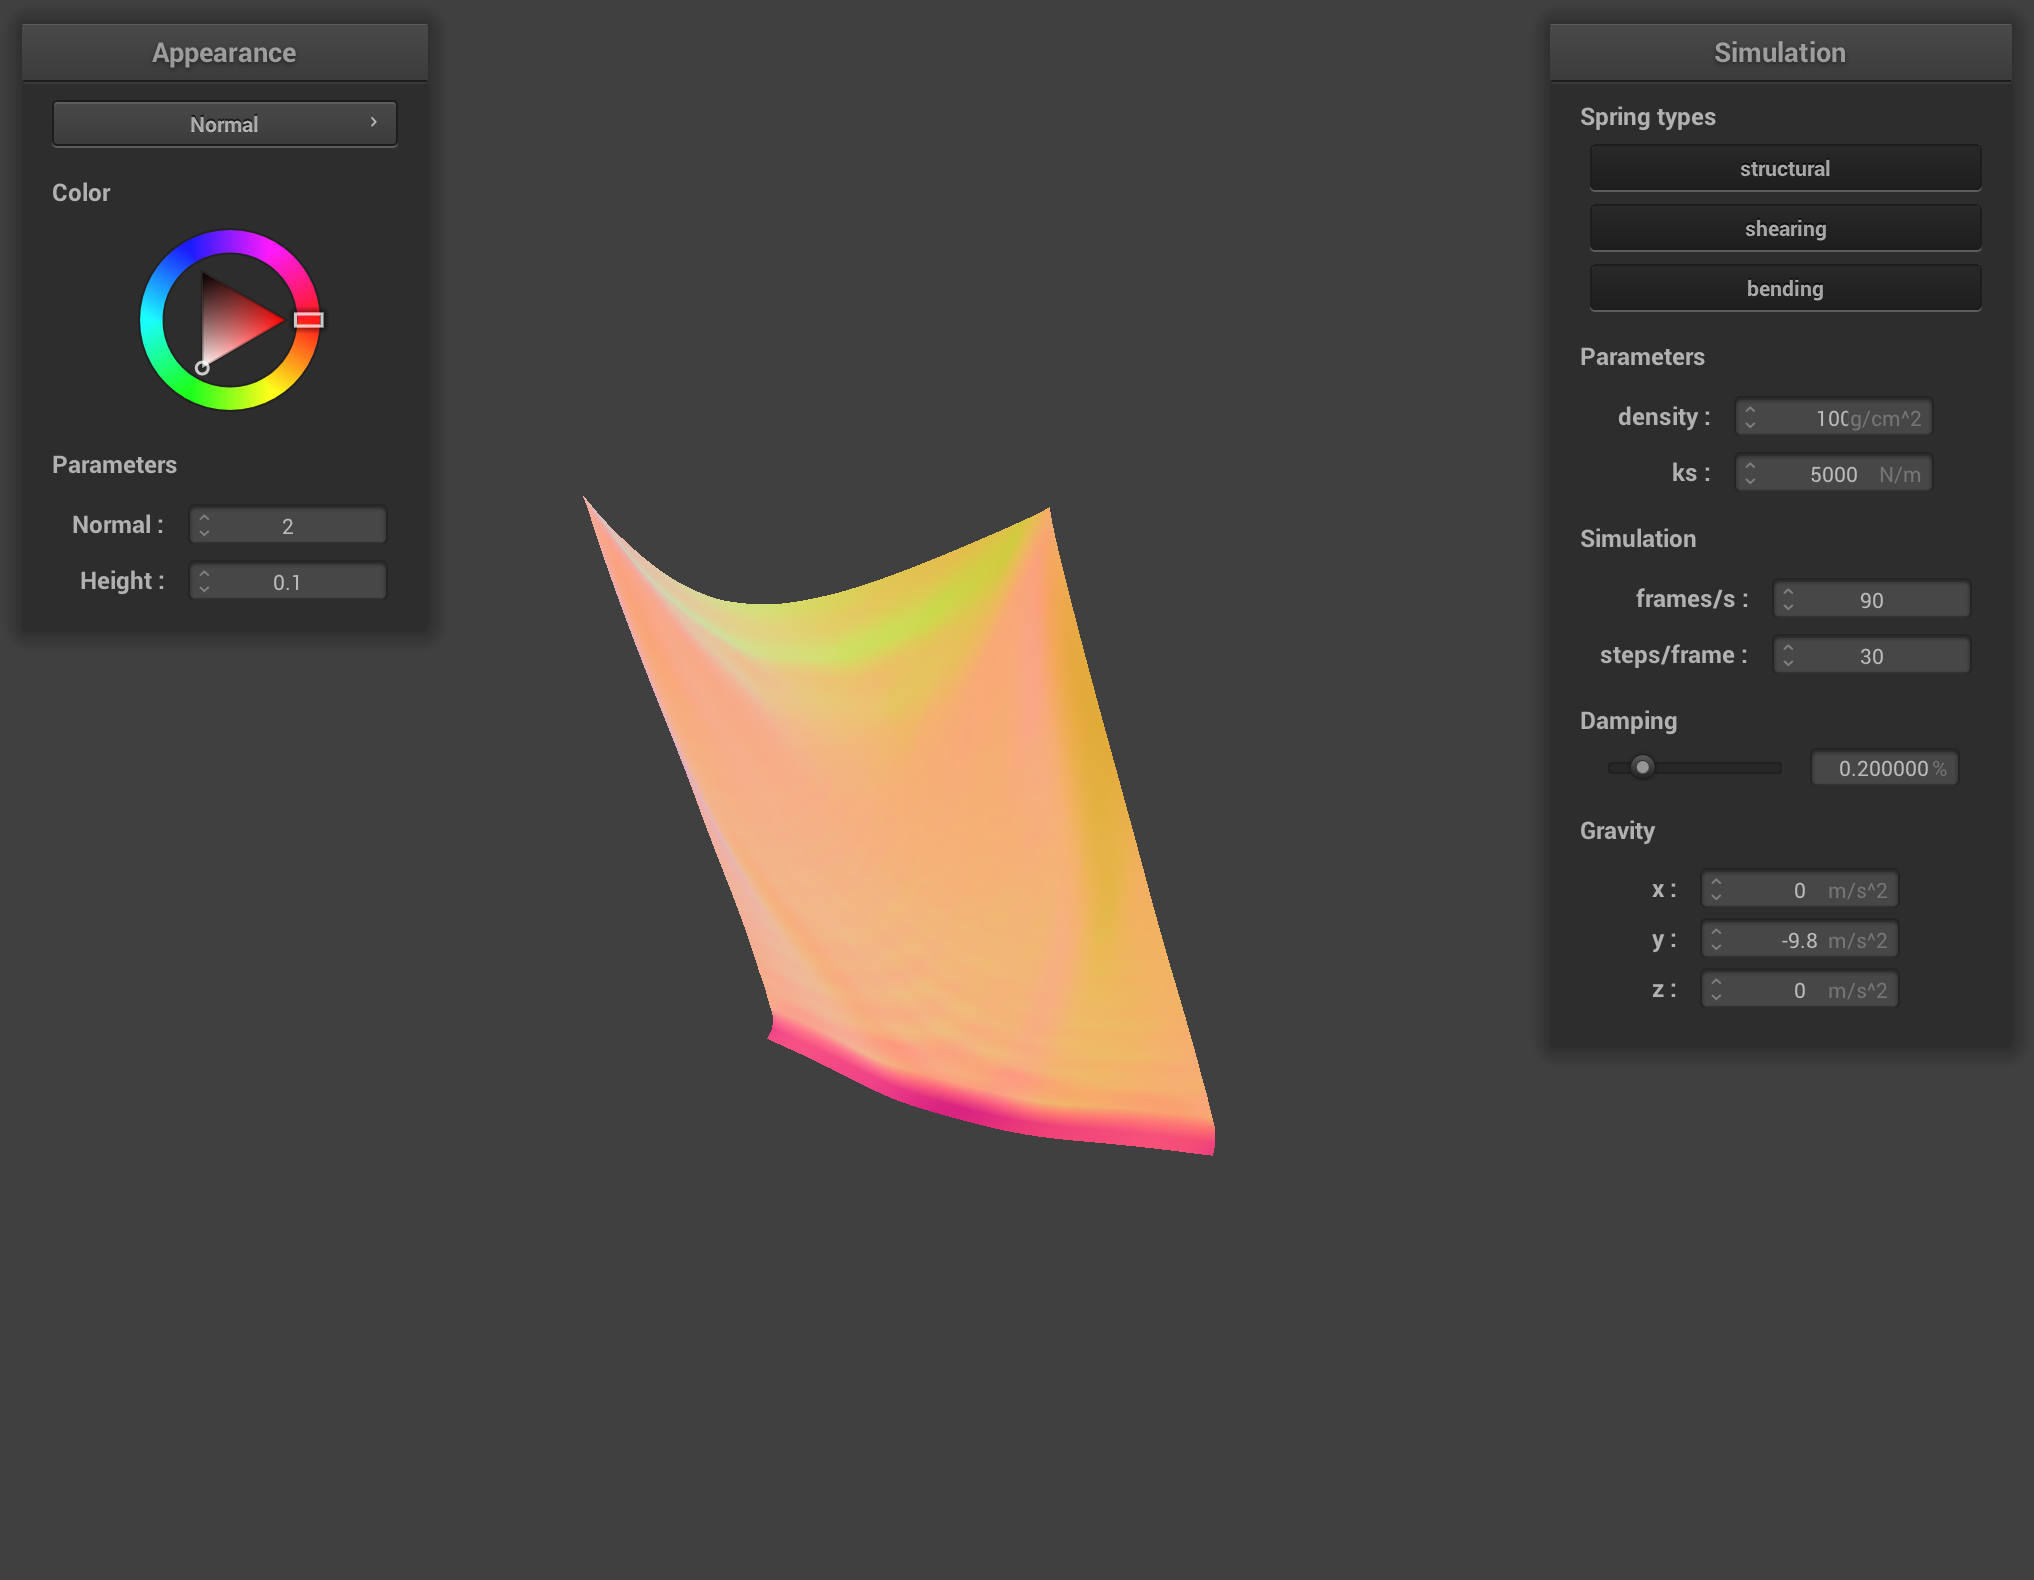 Appearance
Normal
Color
Parameters
Normal : 2
Height : 0.1
Simulation
Spring types
structural
shearing
bending
Parameters
density : 100 g/cm^2
ks : 5000 N/m
Simulation
frames/s : 90
steps/frame : 30
Damping
0.200000 %
Gravity
x : 0 m/s^2
y : -9.8 m/s^2
z : 0 m/s^2